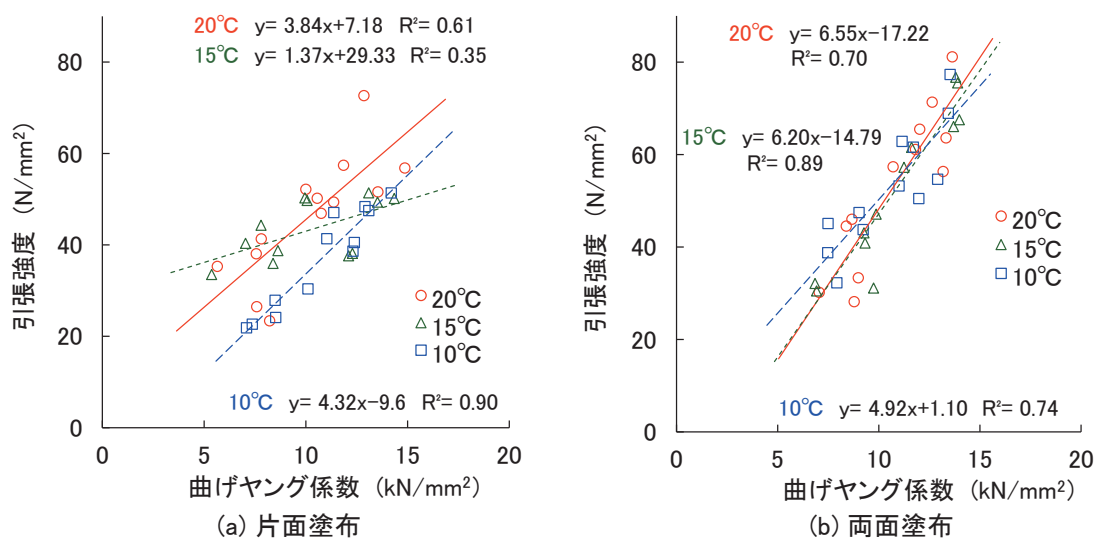 20℃ y= 3.84x+7.18 R²= 0.61
15℃ y= 1.37x+29.33 R²= 0.35
80
60
40
20
0
0 5 10 15 20
引張強度 (N/mm²)
20℃
15℃
10℃
10℃ y= 4.32x−9.6 R²= 0.90
曲げヤング係数 (kN/mm²)
(a) 片面塗布
20℃ y= 6.55x−17.22
R²= 0.70
15℃ y= 6.20x−14.79
R²= 0.89
80
60
40
20
0
0 5 10 15 20
引張強度 (N/mm²)
20℃
15℃
10℃
10℃ y= 4.92x+1.10 R²= 0.74
曲げヤング係数 (kN/mm²)
(b) 両面塗布